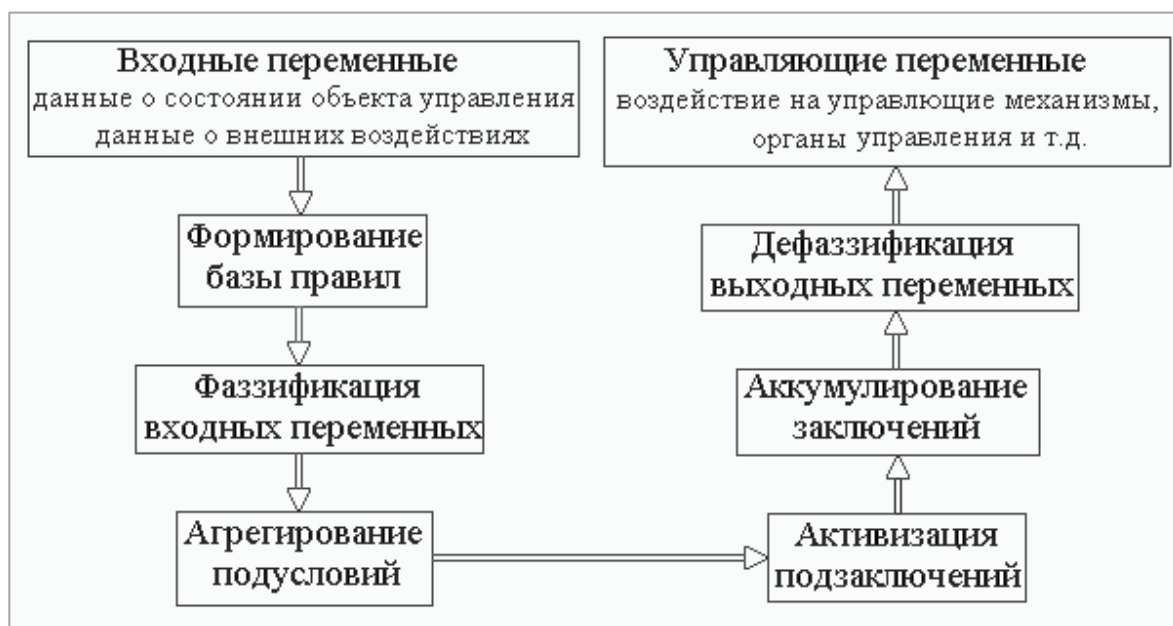 Входные переменные
данные о состоянии объекта управления
данные о внешних воздействиях
Формирование
базы правил
Фаззификация
входных переменных
Агрегирование
подусловий
Активизация
подзаключений
Аккумулирование
заключений
Дефаззификация
выходных переменных
Управляющие переменные
воздействие на управлющие механизмы,
органы управления и т.д.